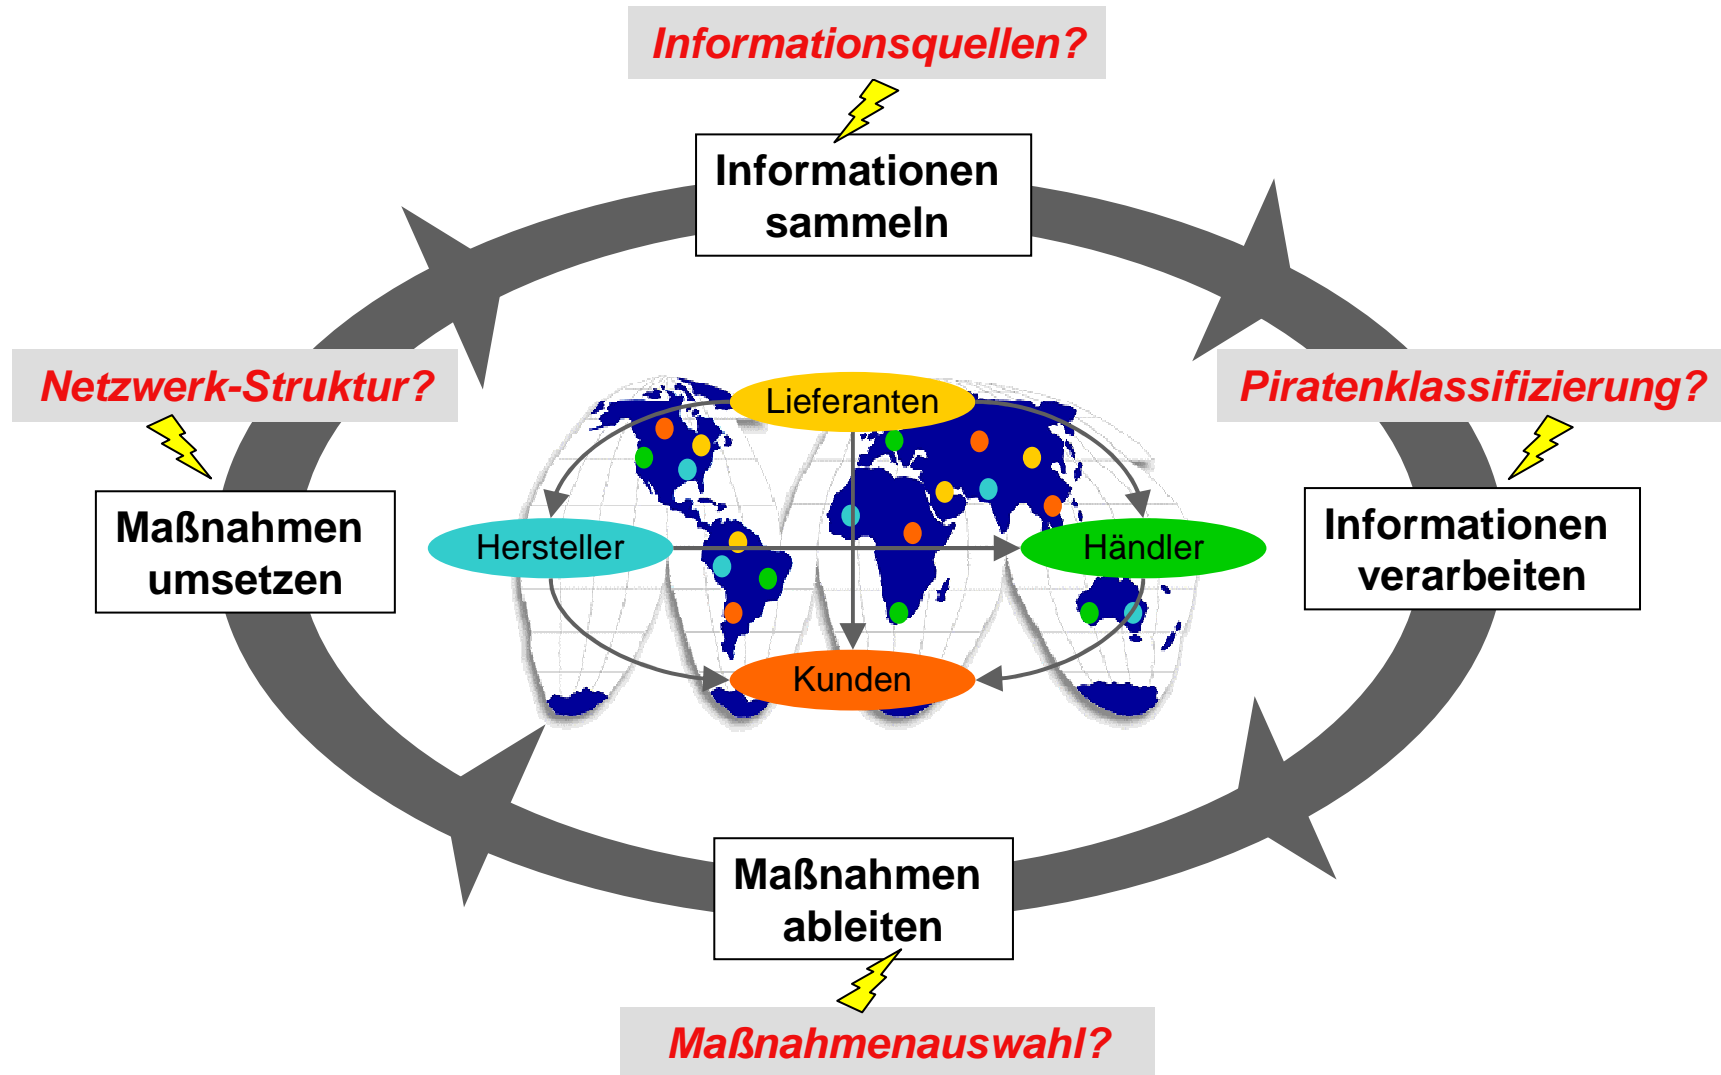 Informationsquellen?
Informationen
sammeln
Netzwerk-Struktur?
Piratenklassifizierung?
Lieferanten
Maßnahmen
umsetzen
Hersteller
Händler
Informationen
verarbeiten
Kunden
Maßnahmen
ableiten
Maßnahmenauswahl?